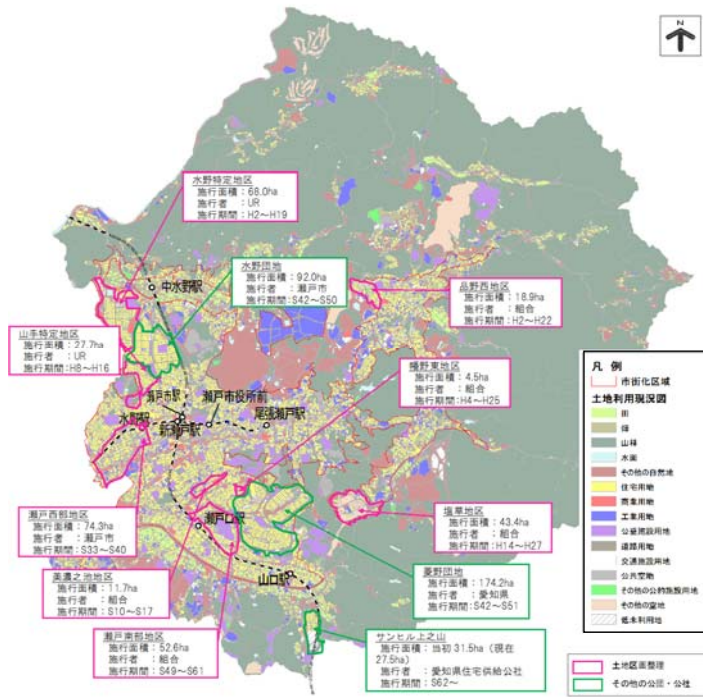 N
水野特定地区
施行面積：68.0ha
施行者　：UR
施行期間：H2～H19
水野団地
施行面積：92.0ha
施行者　：瀬戸市
施行期間：S42～S50
中水野駅
品野西地区
施行面積：18.9ha
施行者　：組合
施行期間：H2～H22
山手特定地区
施行面積：27.7ha
施行者　：UR
施行期間：H8～H16
幡野東地区
施行面積：4.5ha
施行者　：組合
施行期間：H4～H25
瀬戸市駅
瀬戸市役所前
水野駅
新瀬戸駅
尾張瀬戸駅
瀬戸西部地区
施行面積：74.3ha
施行者　：瀬戸市
施行期間：S33～S40
瀬戸口駅
塩草地区
施行面積：43.4ha
施行者　：組合
施行期間：H14～H27
美濃之池地区
施行面積：11.7ha
施行者　：組合
施行期間：S10～S17
山口駅
菱野団地
施行面積：174.2ha
施行者　：愛知県
施行期間：S42～S51
瀬戸南部地区
施行面積：52.6ha
施行者　：組合
施行期間：S49～S61
サンヒル上之山
施行面積：当初31.5ha（現在
27.5ha）
施行者　：愛知県住宅供給公社
施行期間：S62～
凡　例
市街化区域
土地利用現況図
田
畑
山林
水面
その他の自然地
住宅用地
商業用地
工業用地
公益施設用地
道路用地
交通施設用地
公共空地
その他の公的施設用地
その他の空地
低未利用地
土地区画整理
その他の公団・公社